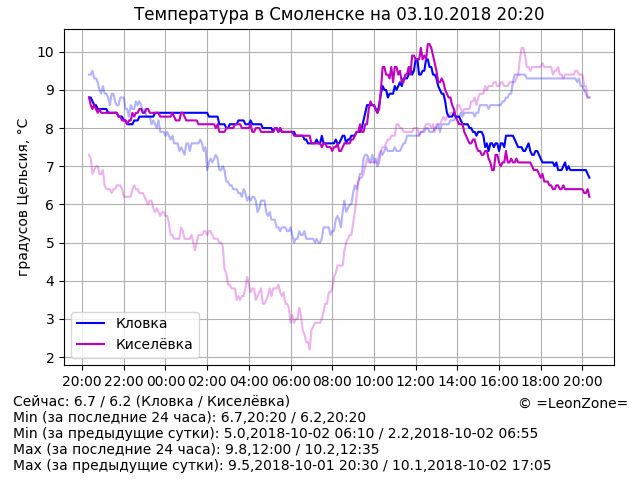 Температура в Смоленске на 03.10.2018 20:20
градусов Цельсия, °C
10
9
8
7
6
5
4
3
2
Кловка
Киселёвка
20:00 22:00 00:00 02:00 04:00 06:00 08:00 10:00 12:00 14:00 16:00 18:00 20:00
Сейчас: 6.7 / 6.2 (Кловка / Киселёвка)
© =LeonZone=
Min (за последние 24 часа): 6.7,20:20 / 6.2,20:20
Min (за предыдущие сутки): 5.0,2018-10-02 06:10 / 2.2,2018-10-02 06:55
Max (за последние 24 часа): 9.8,12:00 / 10.2,12:35
Max (за предыдущие сутки): 9.5,2018-10-01 20:30 / 10.1,2018-10-02 17:05